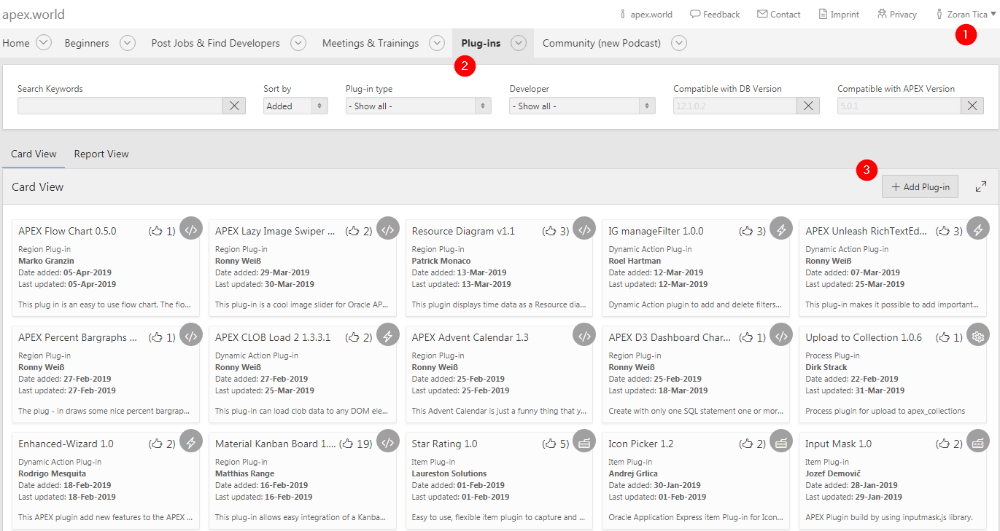 apex.world
apex.world Feedback Contact Imprint Privacy Zoran Tica
1
Home Beginners Post Jobs & Find Developers Meetings & Trainings Plug-ins Community (new Podcast)
2
Search Keywords Sort by Plug-in type Developer Compatible with DB Version Compatible with APEX Version
Added - Show all - - Show all - 12.1.0.2 5.0.1
Card View Report View
3
Card View + Add Plug-in
APEX Flow Chart 0.5.0 (1)
Region Plug-in
Marko Granzin
Date added: 05-Apr-2019
Last updated: 05-Apr-2019
This plug in is an easy to use flow chart. The flo...
APEX Lazy Image Swiper ... (2)
Region Plug-in
Ronny Weiß
Date added: 29-Mar-2019
Last updated: 30-Mar-2019
This plug-in is a cool image slider for Oracle AP...
Resource Diagram v1.1 (3)
Region Plug-in
Patrick Monaco
Date added: 13-Mar-2019
Last updated: 13-Mar-2019
This plugin displays time data as a Resource dia...
IG manageFilter 1.0.0 (3)
Dynamic Action Plug-in
Roel Hartman
Date added: 12-Mar-2019
Last updated: 12-Mar-2019
Dynamic Action plugin to add and delete filters...
APEX Unleash RichTextEd... (3)
Dynamic Action Plug-in
Ronny Weiß
Date added: 07-Mar-2019
Last updated: 25-Mar-2019
This plug-in makes it possible to add important...
APEX Percent Bargraphs ... (1)
Region Plug-in
Ronny Weiß
Date added: 27-Feb-2019
Last updated: 27-Feb-2019
The plug - in draws some nice percent bargrap...
APEX CLOB Load 2 1.3.3.1 (2)
Dynamic Action Plug-in
Ronny Weiß
Date added: 27-Feb-2019
Last updated: 25-Mar-2019
This plug-in can load clob data to any DOM ele...
APEX Advent Calendar 1.3
Region Plug-in
Ronny Weiß
Date added: 25-Feb-2019
Last updated: 25-Feb-2019
This Advent Calendar is just a funny thing that y...
APEX D3 Dashboard Char... (1)
Region Plug-in
Ronny Weiß
Date added: 25-Feb-2019
Last updated: 18-Mar-2019
Create with only one SQL statement one or mor...
Upload to Collection 1.0.6 (1)
Process Plug-in
Dirk Strack
Date added: 22-Feb-2019
Last updated: 31-Mar-2019
Process plugin for upload to apex_collections
Enhanced-Wizard 1.0 (2)
Dynamic Action Plug-in
Rodrigo Mesquita
Date added: 18-Feb-2019
Last updated: 18-Feb-2019
This APEX plugin add new features to the APEX ...
Material Kanban Board 1.... (19)
Region Plug-in
Matthias Range
Date added: 16-Feb-2019
Last updated: 16-Feb-2019
This plug-in allows easy integration of a Kanba...
Star Rating 1.0 (5)
Item Plug-in
Laureston Solutions
Date added: 01-Feb-2019
Last updated: 01-Feb-2019
Easy to use, flexible item plugin to capture and ...
Icon Picker 1.2 (2)
Item Plug-in
Andrej Grlica
Date added: 30-Jan-2019
Last updated: 01-Feb-2019
Oracle Application Express item Plug-in for Icon...
Input Mask 1.0 (2)
Item Plug-in
Jozef Demovič
Date added: 28-Jan-2019
Last updated: 29-Jan-2019
APEX Plugin build by using inputmask.js library.